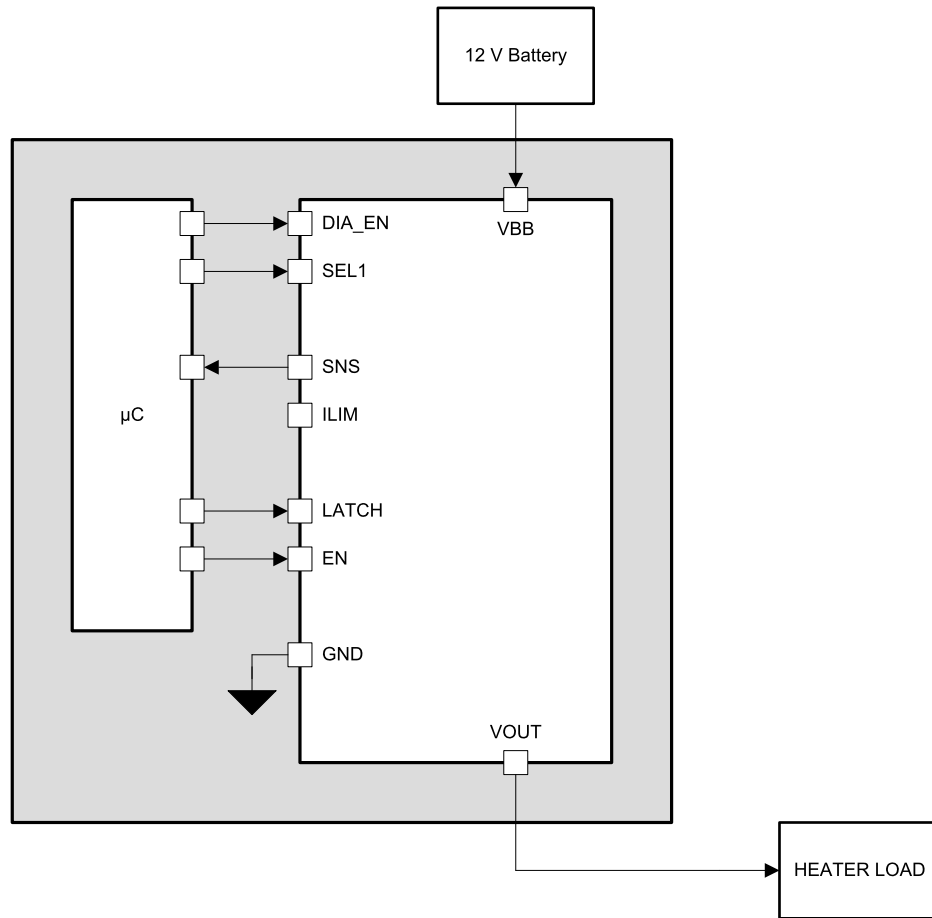 12 V Battery
VBB
DIA_EN
SEL1
SNS
ILIM
µC
LATCH
EN
GND
VOUT
HEATER LOAD